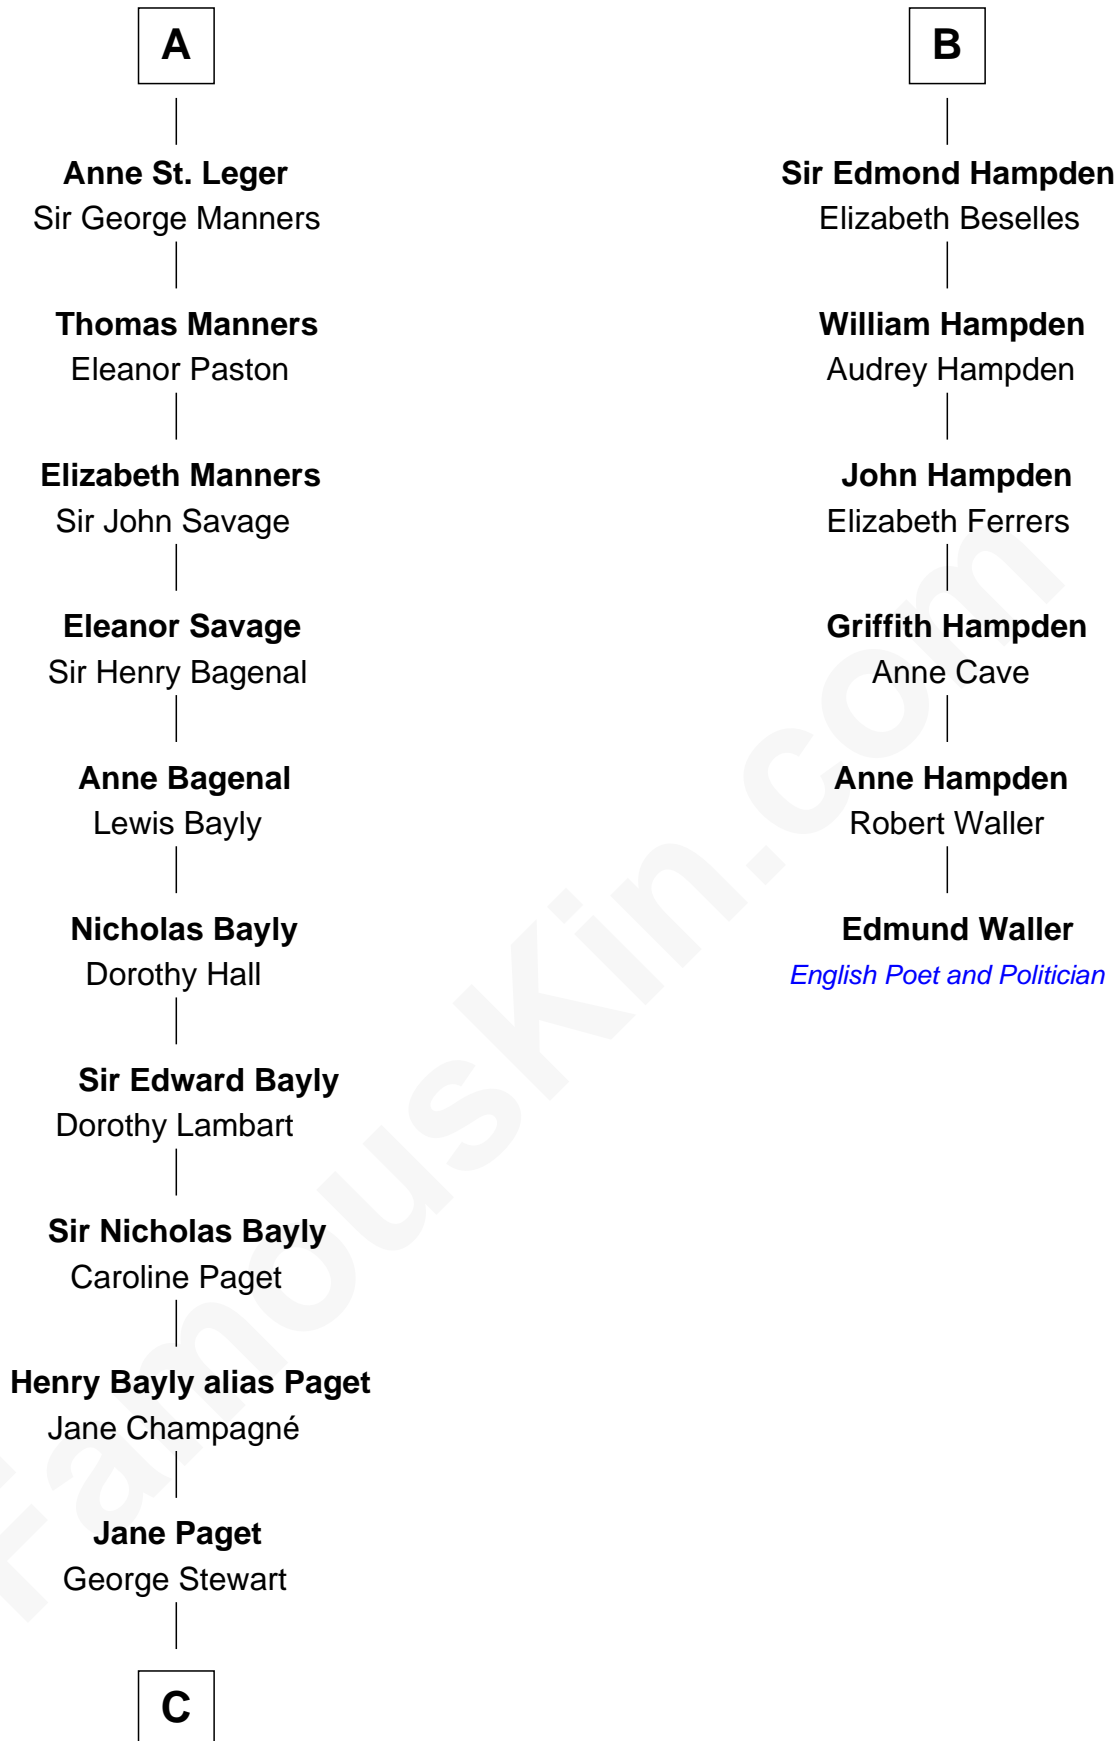 A
Anne St. Leger
Sir George Manners
Thomas Manners
Eleanor Paston
Elizabeth Manners
Sir John Savage
Eleanor Savage
Sir Henry Bagenal
Anne Bagenal
Lewis Bayly
Nicholas Bayly
Dorothy Hall
Sir Edward Bayly
Dorothy Lambart
Sir Nicholas Bayly
Caroline Paget
Henry Bayly alias Paget
Jane Champagné
Jane Paget
George Stewart
C
B
Sir Edmond Hampden
Elizabeth Beselles
William Hampden
Audrey Hampden
John Hampden
Elizabeth Ferrers
Griffith Hampden
Anne Cave
Anne Hampden
Robert Waller
Edmund Waller
English Poet and Politician
FamousKin.com